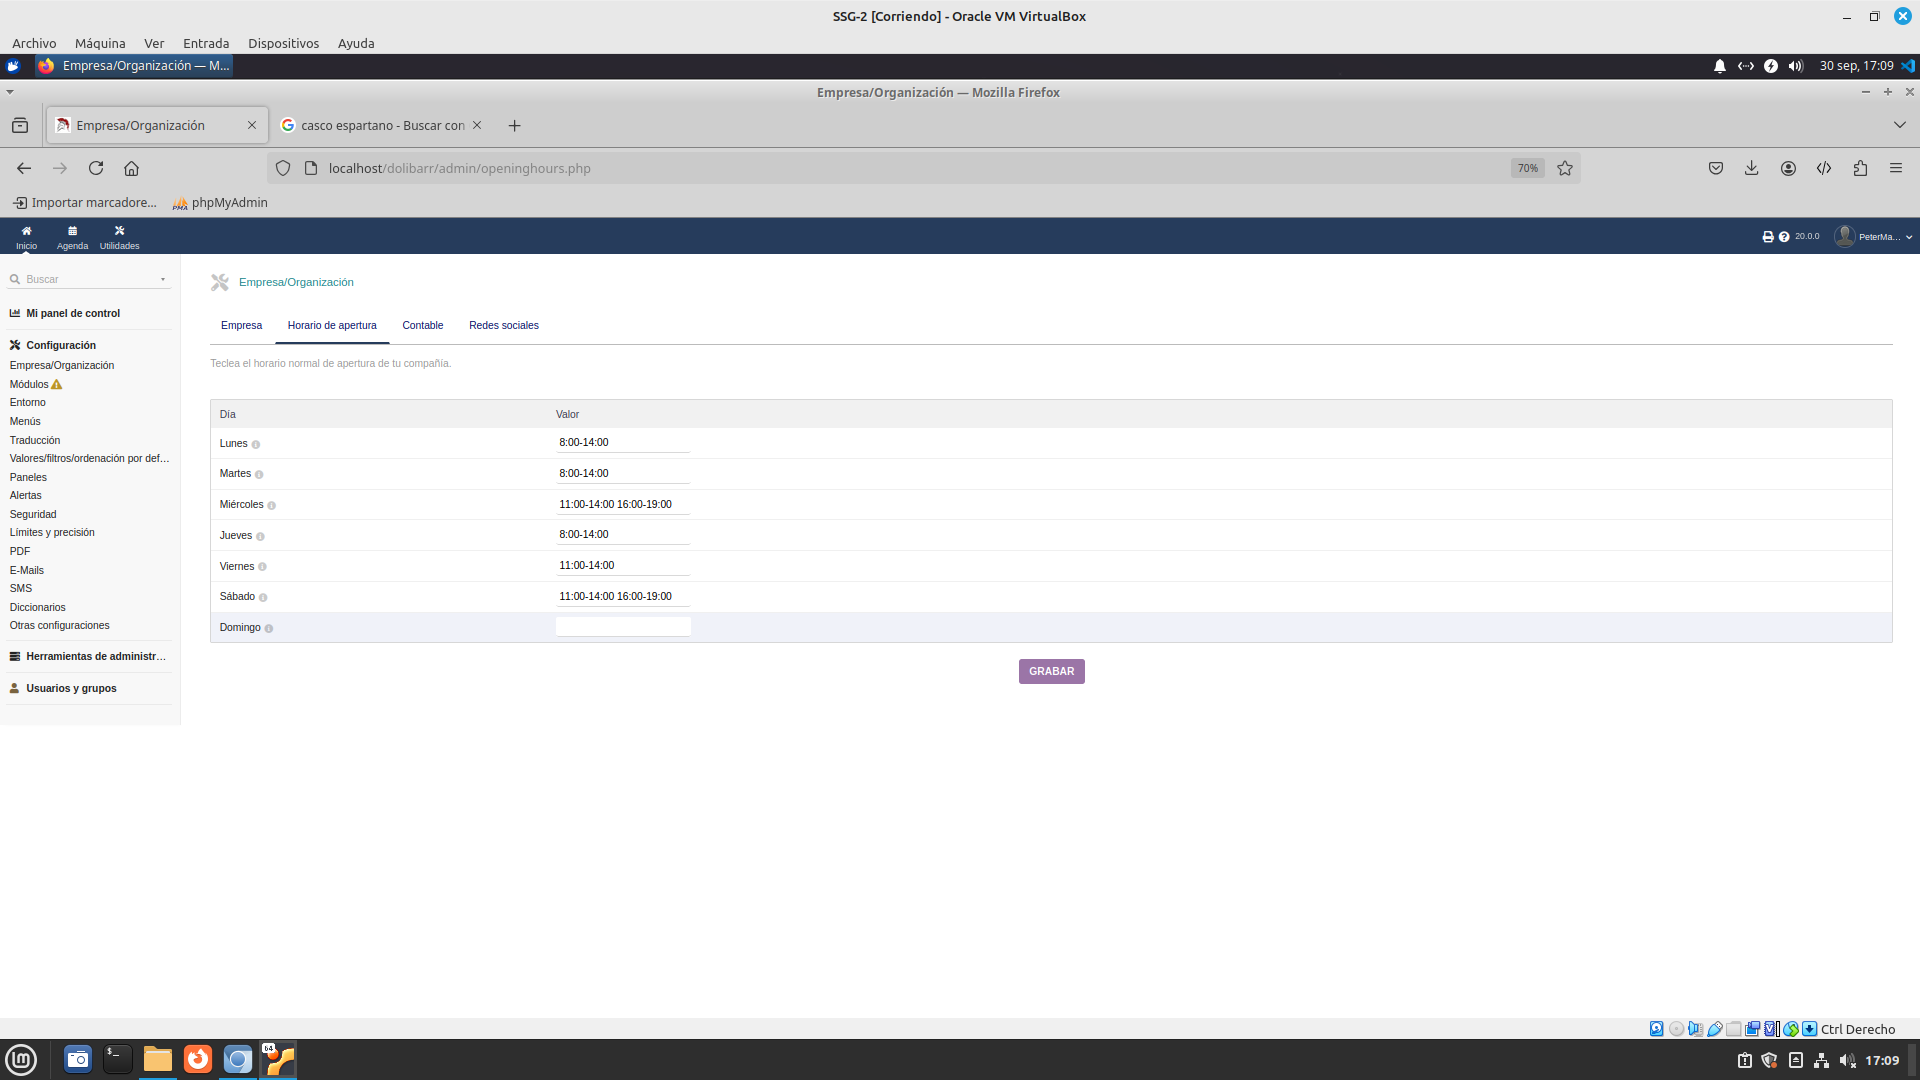 SSG-2 [Corriendo] - Oracle VM VirtualBox
Archivo Máquina Ver Entrada Dispositivos Ayuda
Empresa/Organización — M...
30 sep, 17:09
Empresa/Organización — Mozilla Firefox
Empresa/Organización
casco espartano - Buscar con
localhost/dolibarr/admin/openinghours.php
70%
Importar marcadore...
phpMyAdmin
Inicio Agenda Utilidades
20.0.0
PeterMa...
Buscar
Mi panel de control
Configuración
Empresa/Organización
Módulos
Entorno
Menús
Traducción
Valores/filtros/ordenación por def...
Paneles
Alertas
Seguridad
Límites y precisión
PDF
E-Mails
SMS
Diccionarios
Otras configuraciones
Herramientas de administr...
Usuarios y grupos
Empresa/Organización
Empresa Horario de apertura Contable Redes sociales
Teclea el horario normal de apertura de tu compañía.
Día Valor
Lunes 8:00-14:00
Martes 8:00-14:00
Miércoles 11:00-14:00 16:00-19:00
Jueves 8:00-14:00
Viernes 11:00-14:00
Sábado 11:00-14:00 16:00-19:00
Domingo
GRABAR
Ctrl Derecho
64
17:09